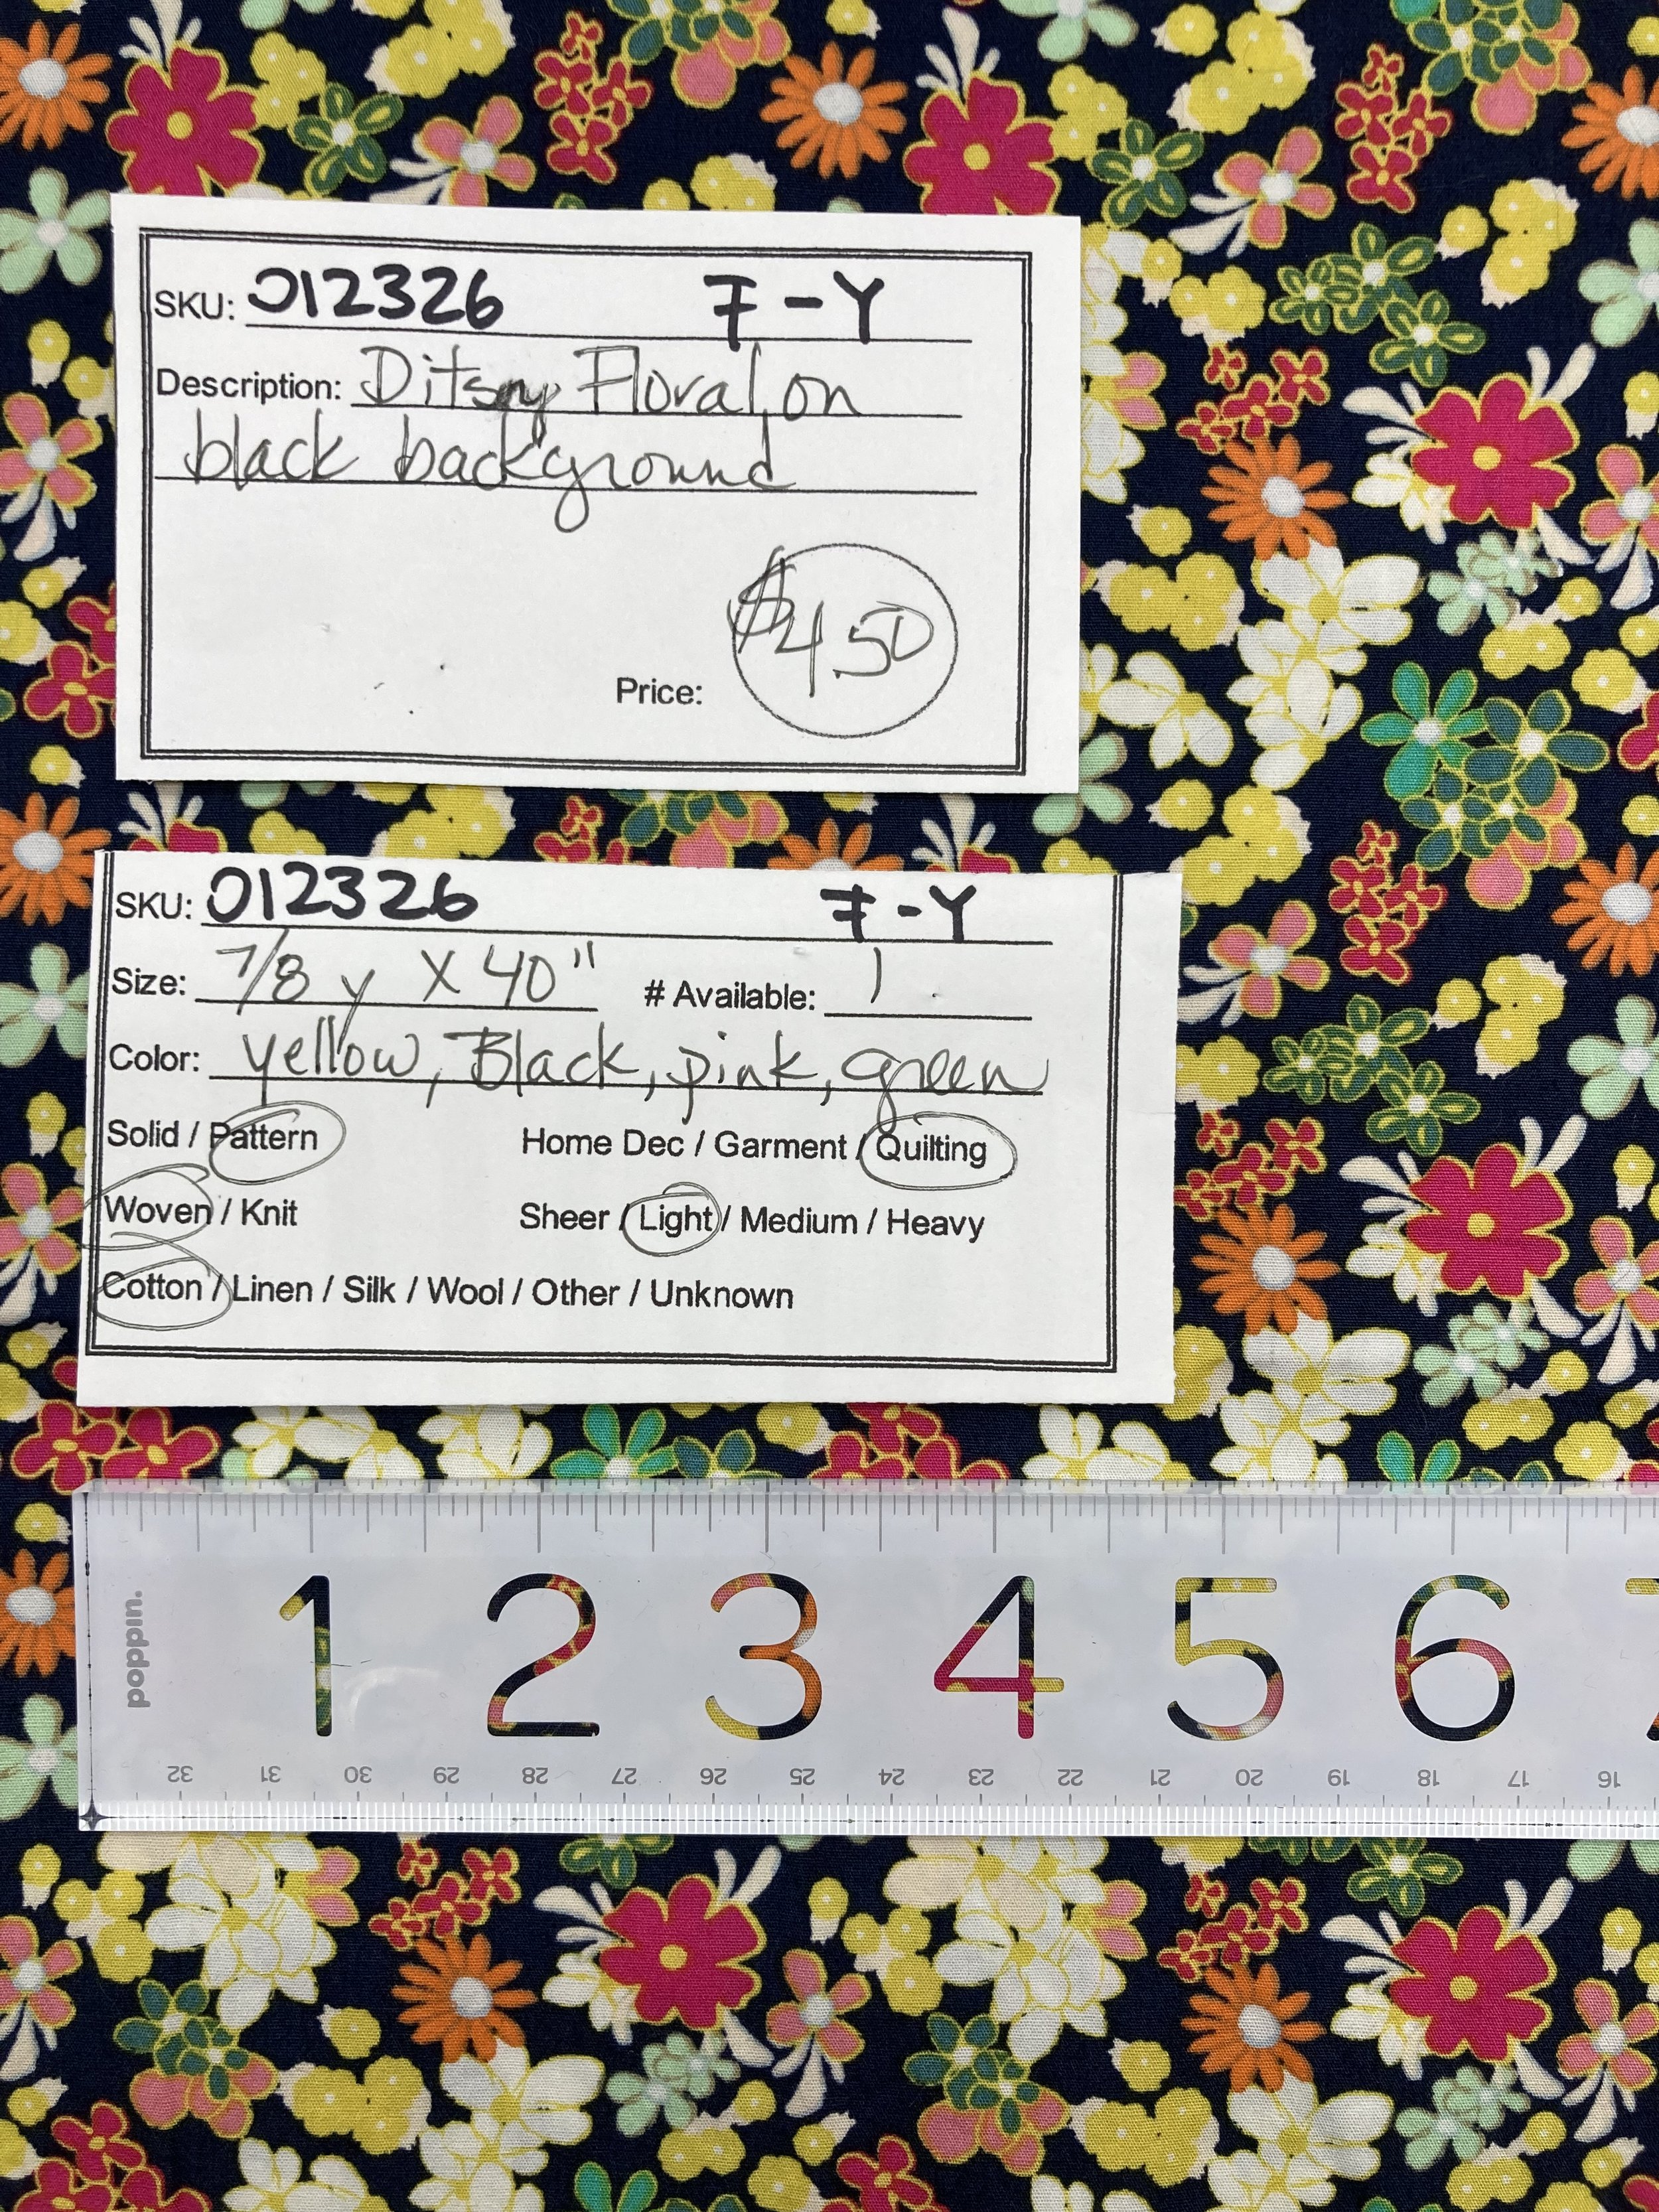 SKU: 012326 F-Y
Description: Ditsy Floral, on
black background
Price: $4.50
SKU: 012326 F-Y
Size: 7/8 y X 40" # Available: 1
Color: yellow, Black, pink, green
Solid / Pattern Home Dec / Garment / Quilting
Woven / Knit Sheer / Light / Medium / Heavy
Cotton / Linen / Silk / Wool / Other / Unknown
poppin.
1 2 3 4 5 6 7
32 31 30 29 28 27 26 25 24 23 22 21 20 19 18 17 16